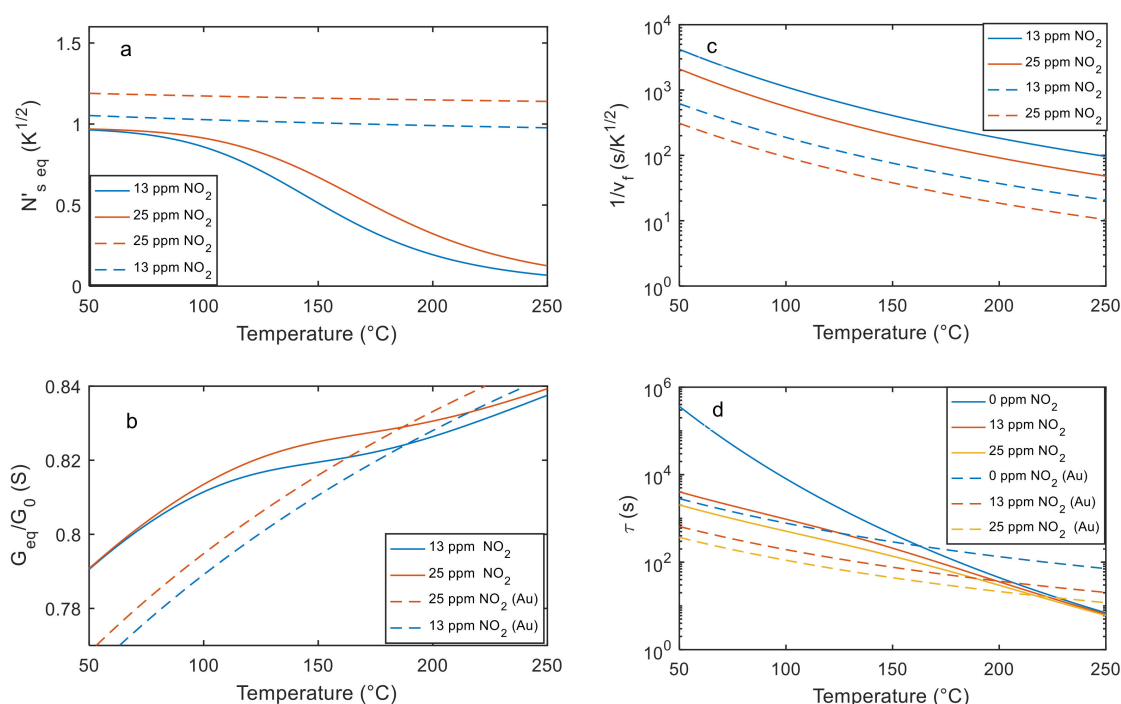 a
1.5
1
0.5
0
N's eq (K^1/2)
13 ppm NO2
25 ppm NO2
25 ppm NO2
13 ppm NO2
50 100 150 200 250
Temperature (°C)
c
10^4
10^3
10^2
10^1
10^0
1/vf (s/K^1/2)
13 ppm NO2
25 ppm NO2
13 ppm NO2
25 ppm NO2
50 100 150 200 250
Temperature (°C)
b
0.84
0.82
0.8
0.78
Geq/G0 (S)
13 ppm NO2
25 ppm NO2
25 ppm NO2 (Au)
13 ppm NO2 (Au)
50 100 150 200 250
Temperature (°C)
d
10^6
10^4
10^2
10^0
τ (s)
0 ppm NO2
13 ppm NO2
25 ppm NO2
0 ppm NO2 (Au)
13 ppm NO2 (Au)
25 ppm NO2 (Au)
50 100 150 200 250
Temperature (°C)